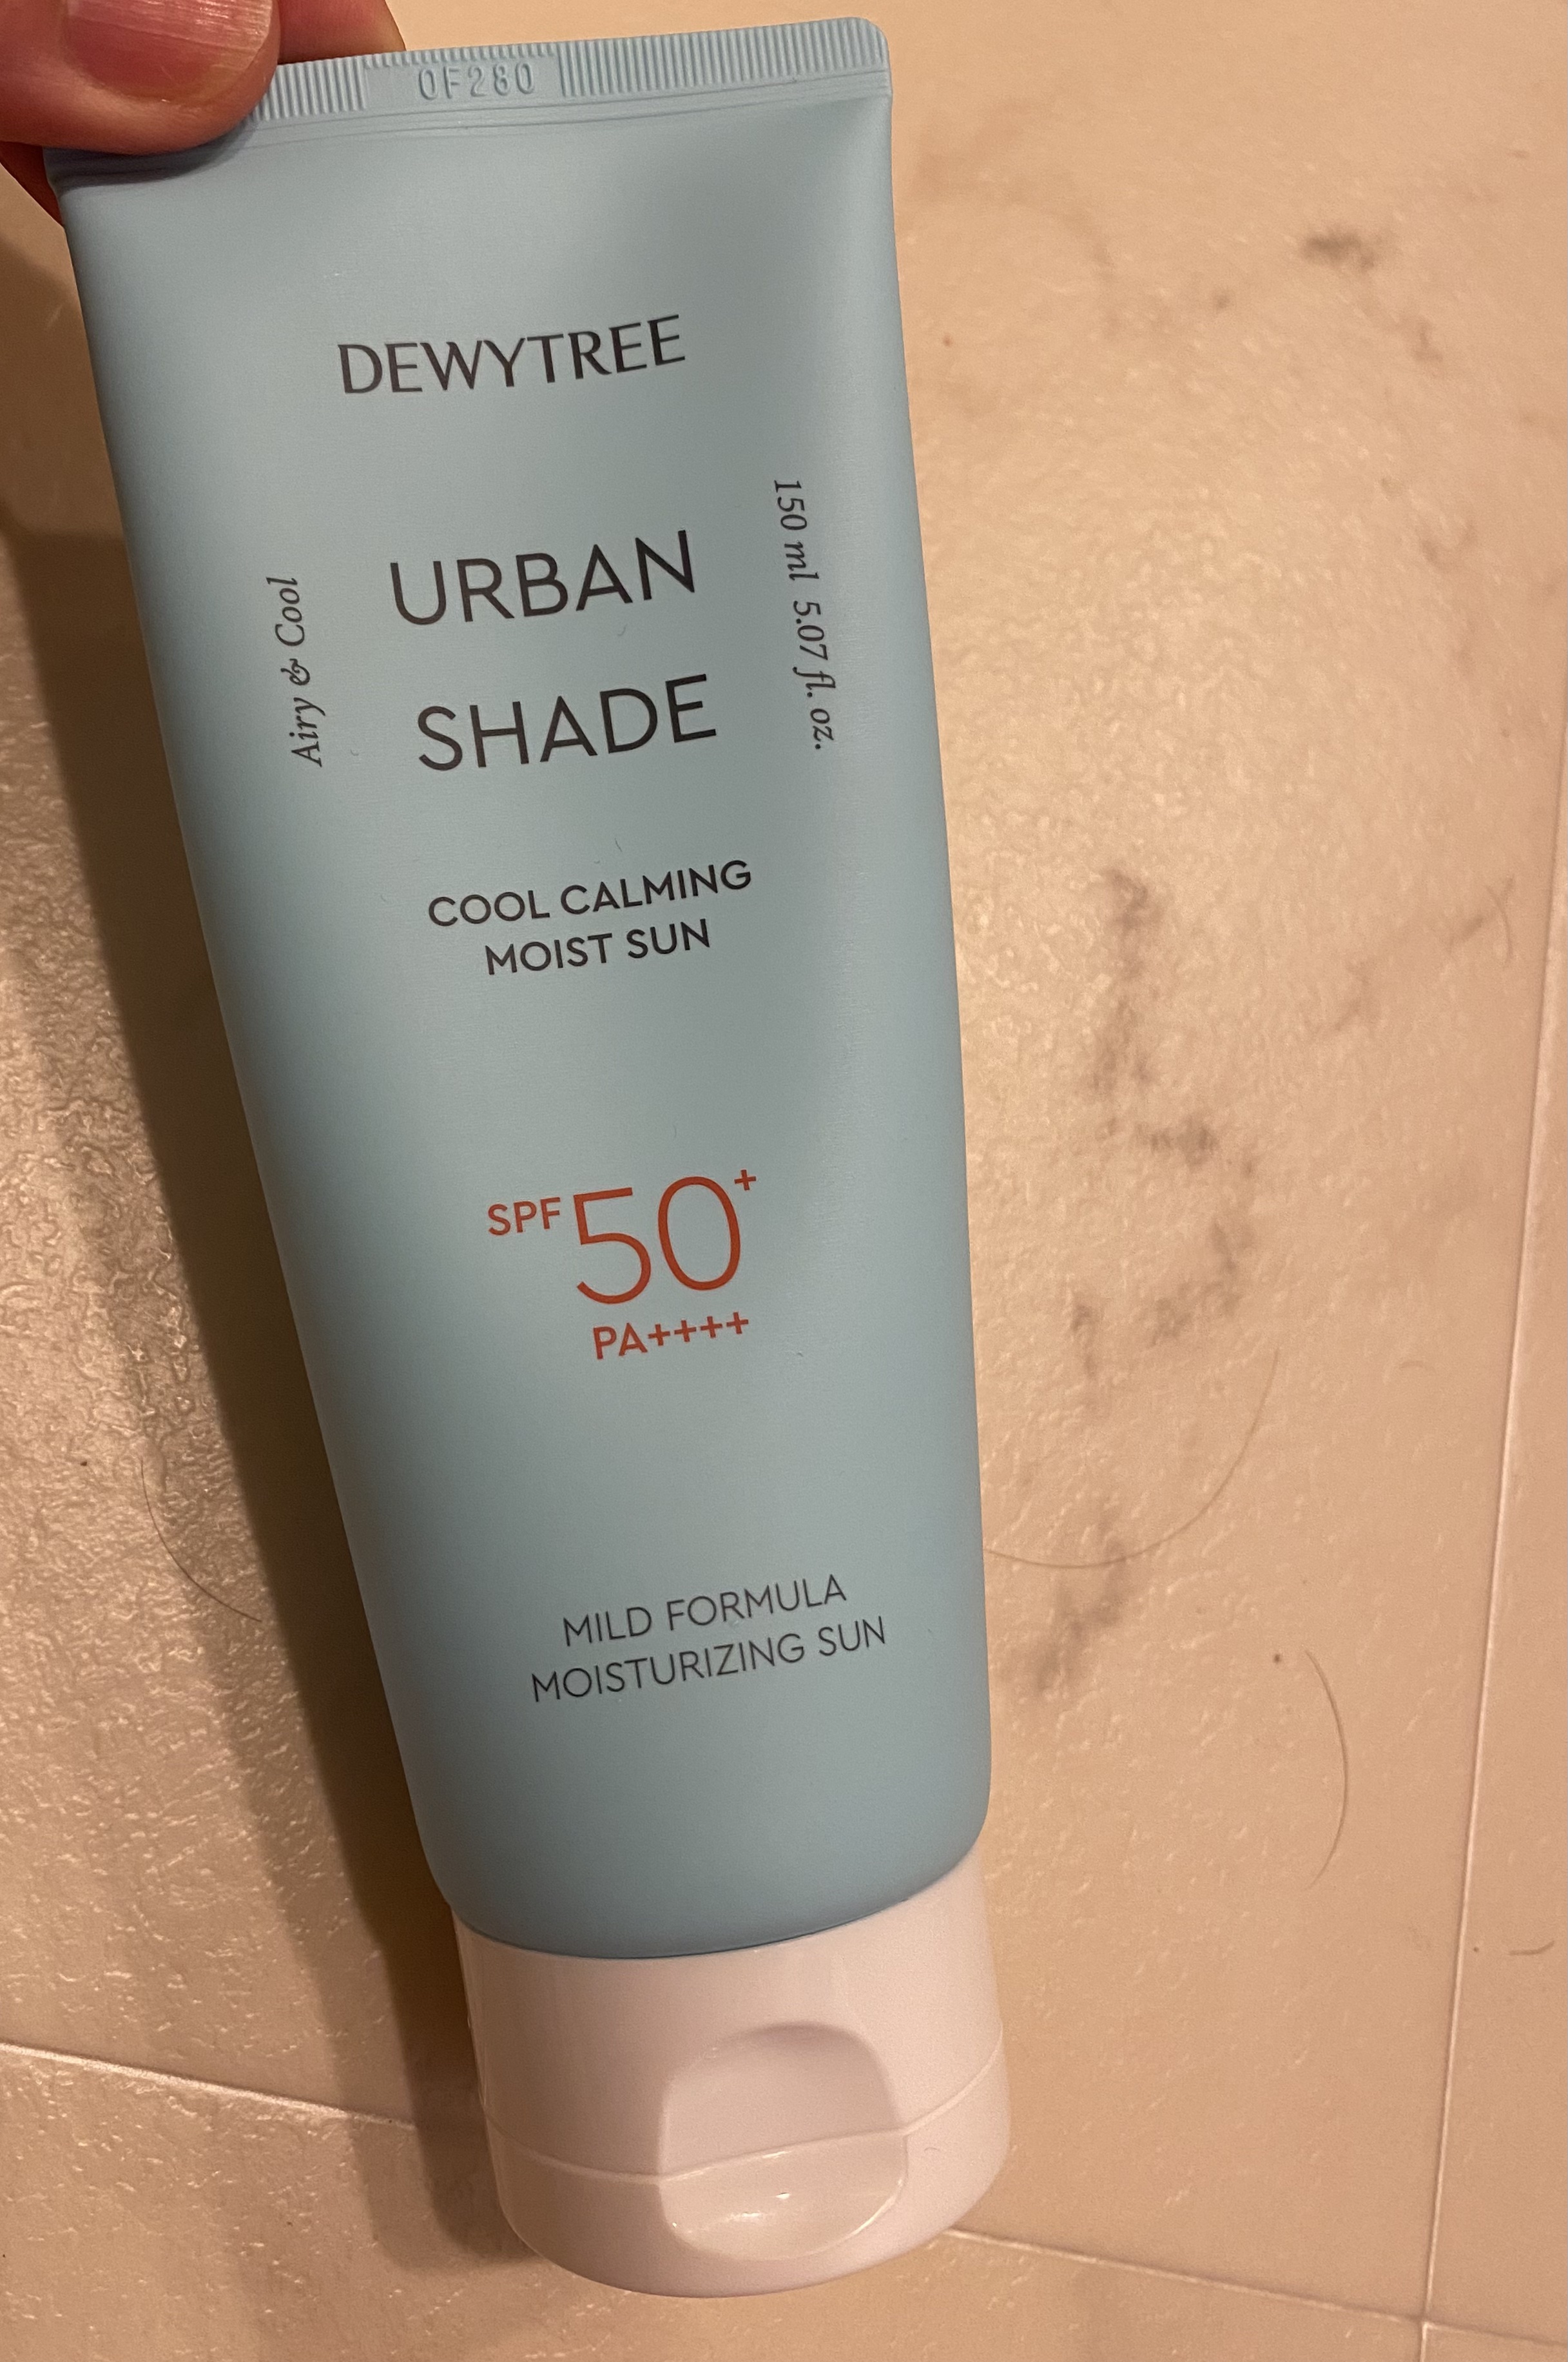 0F280
DEWYTREE
URBAN
SHADE
Airy & Cool
150 ml 5.07 fl. oz.
COOL CALMING
MOIST SUN
SPF 50+
PA++++
MILD FORMULA
MOISTURIZING SUN